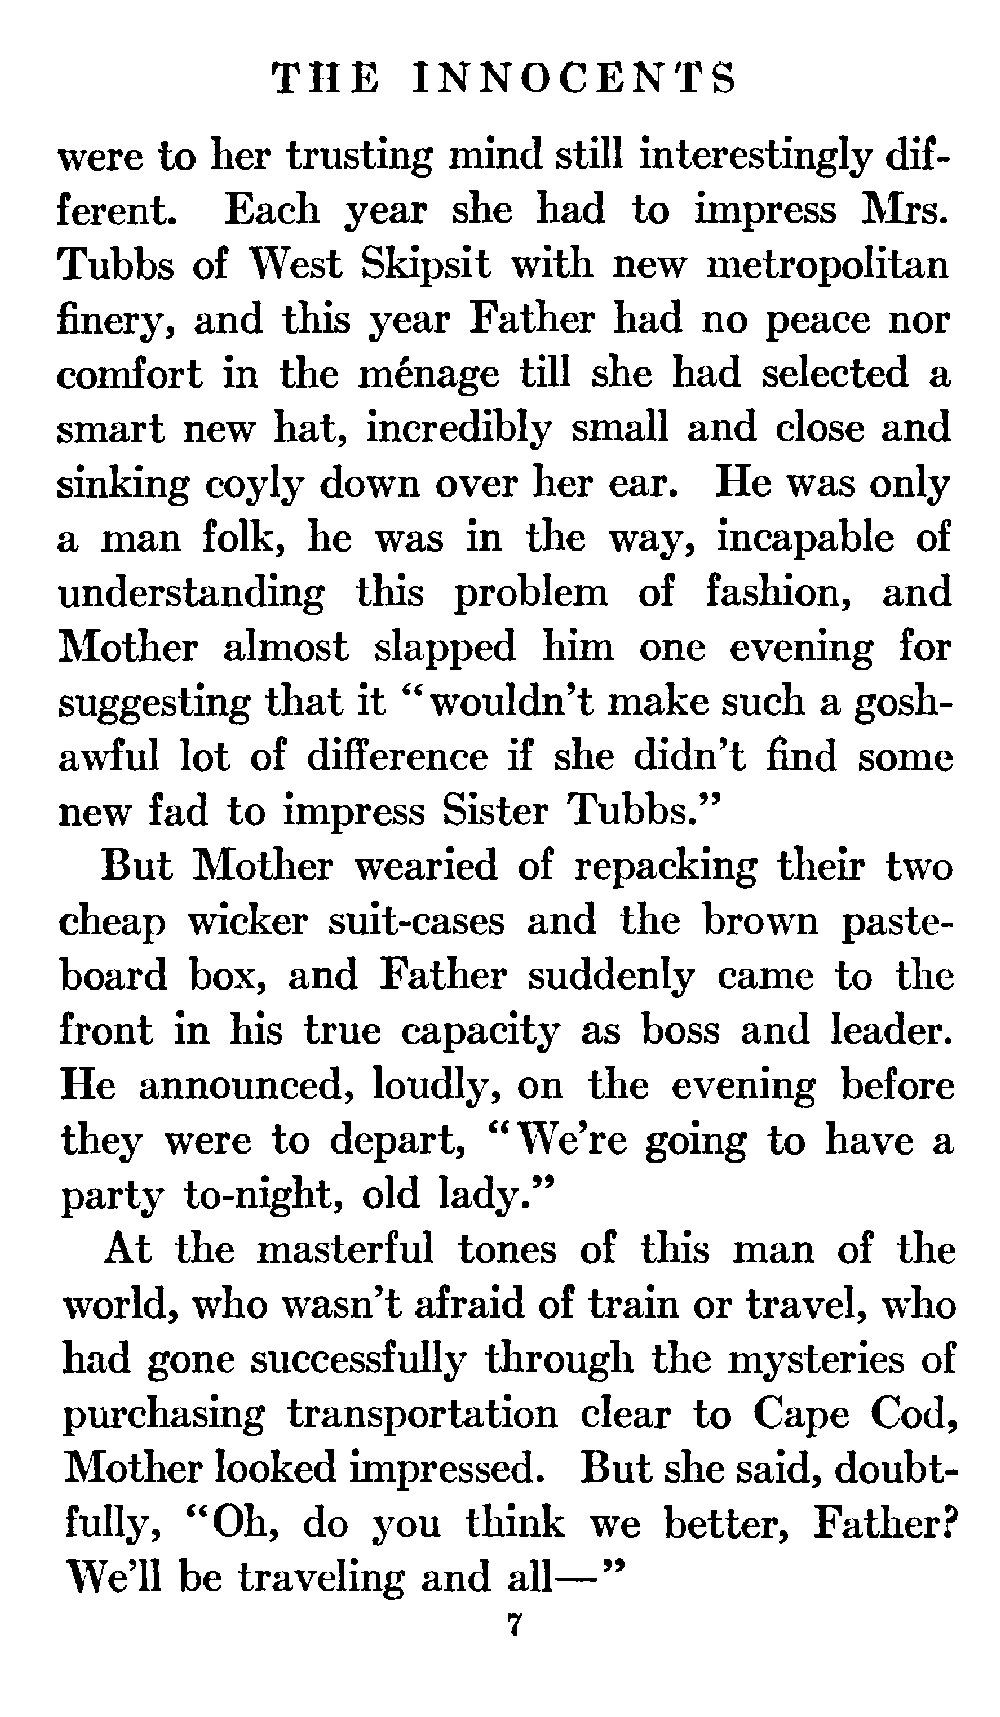 THE INNOCENTS
were to her trusting mind still interestingly dif-
ferent. Each year she had to impress Mrs.
Tubbs of West Skipsit with new metropolitan
finery, and this year Father had no peace nor
comfort in the ménage till she had selected a
smart new hat, incredibly small and close and
sinking coyly down over her ear. He was only
a man folk, he was in the way, incapable of
understanding this problem of fashion, and
Mother almost slapped him one evening for
suggesting that it “wouldn’t make such a gosh-
awful lot of difference if she didn’t find some
new fad to impress Sister Tubbs.”
But Mother wearied of repacking their two
cheap wicker suit-cases and the brown paste-
board box, and Father suddenly came to the
front in his true capacity as boss and leader.
He announced, loudly, on the evening before
they were to depart, “We’re going to have a
party to-night, old lady.”
At the masterful tones of this man of the
world, who wasn’t afraid of train or travel, who
had gone successfully through the mysteries of
purchasing transportation clear to Cape Cod,
Mother looked impressed. But she said, doubt-
fully, “Oh, do you think we better, Father?
We’ll be traveling and all—”
7